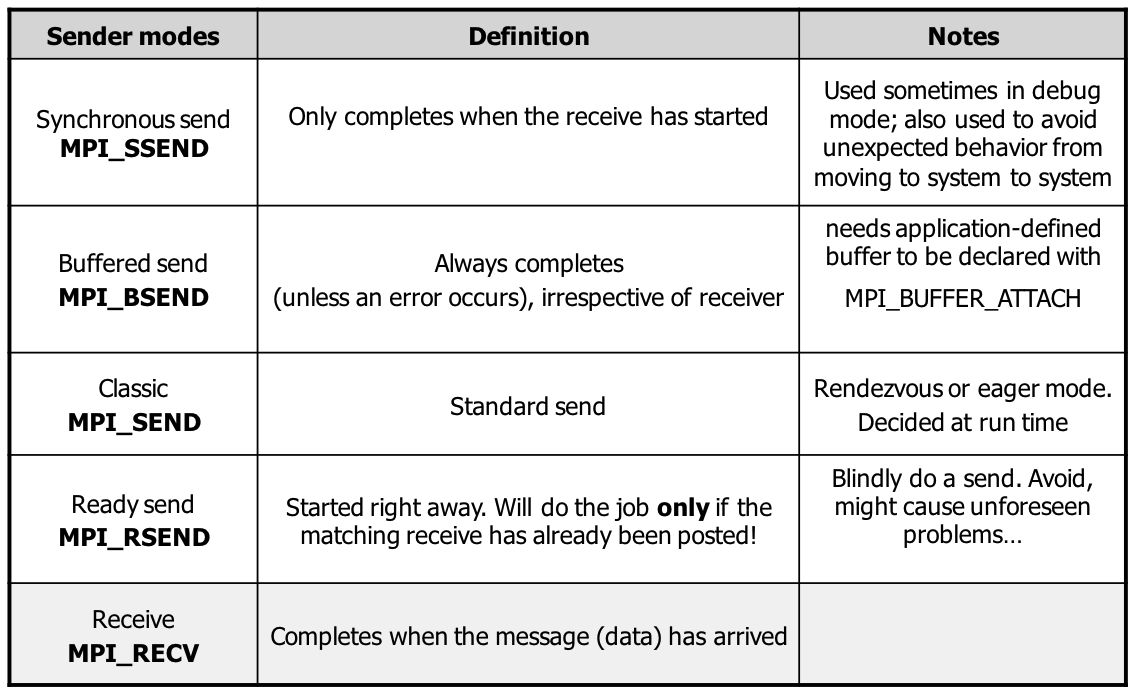 Sender modes
Definition
Notes
Synchronous send
MPI_SSEND
Only completes when the receive has started
Used sometimes in debug
mode; also used to avoid
unexpected behavior from
moving to system to system
Buffered send
MPI_BSEND
Always completes
(unless an error occurs), irrespective of receiver
needs application-defined
buffer to be declared with
MPI_BUFFER_ATTACH
Classic
MPI_SEND
Standard send
Rendezvous or eager mode.
Decided at run time
Ready send
MPI_RSEND
Started right away. Will do the job only if the
matching receive has already been posted!
Blindly do a send. Avoid,
might cause unforeseen
problems...
Receive
MPI_RECV
Completes when the message (data) has arrived